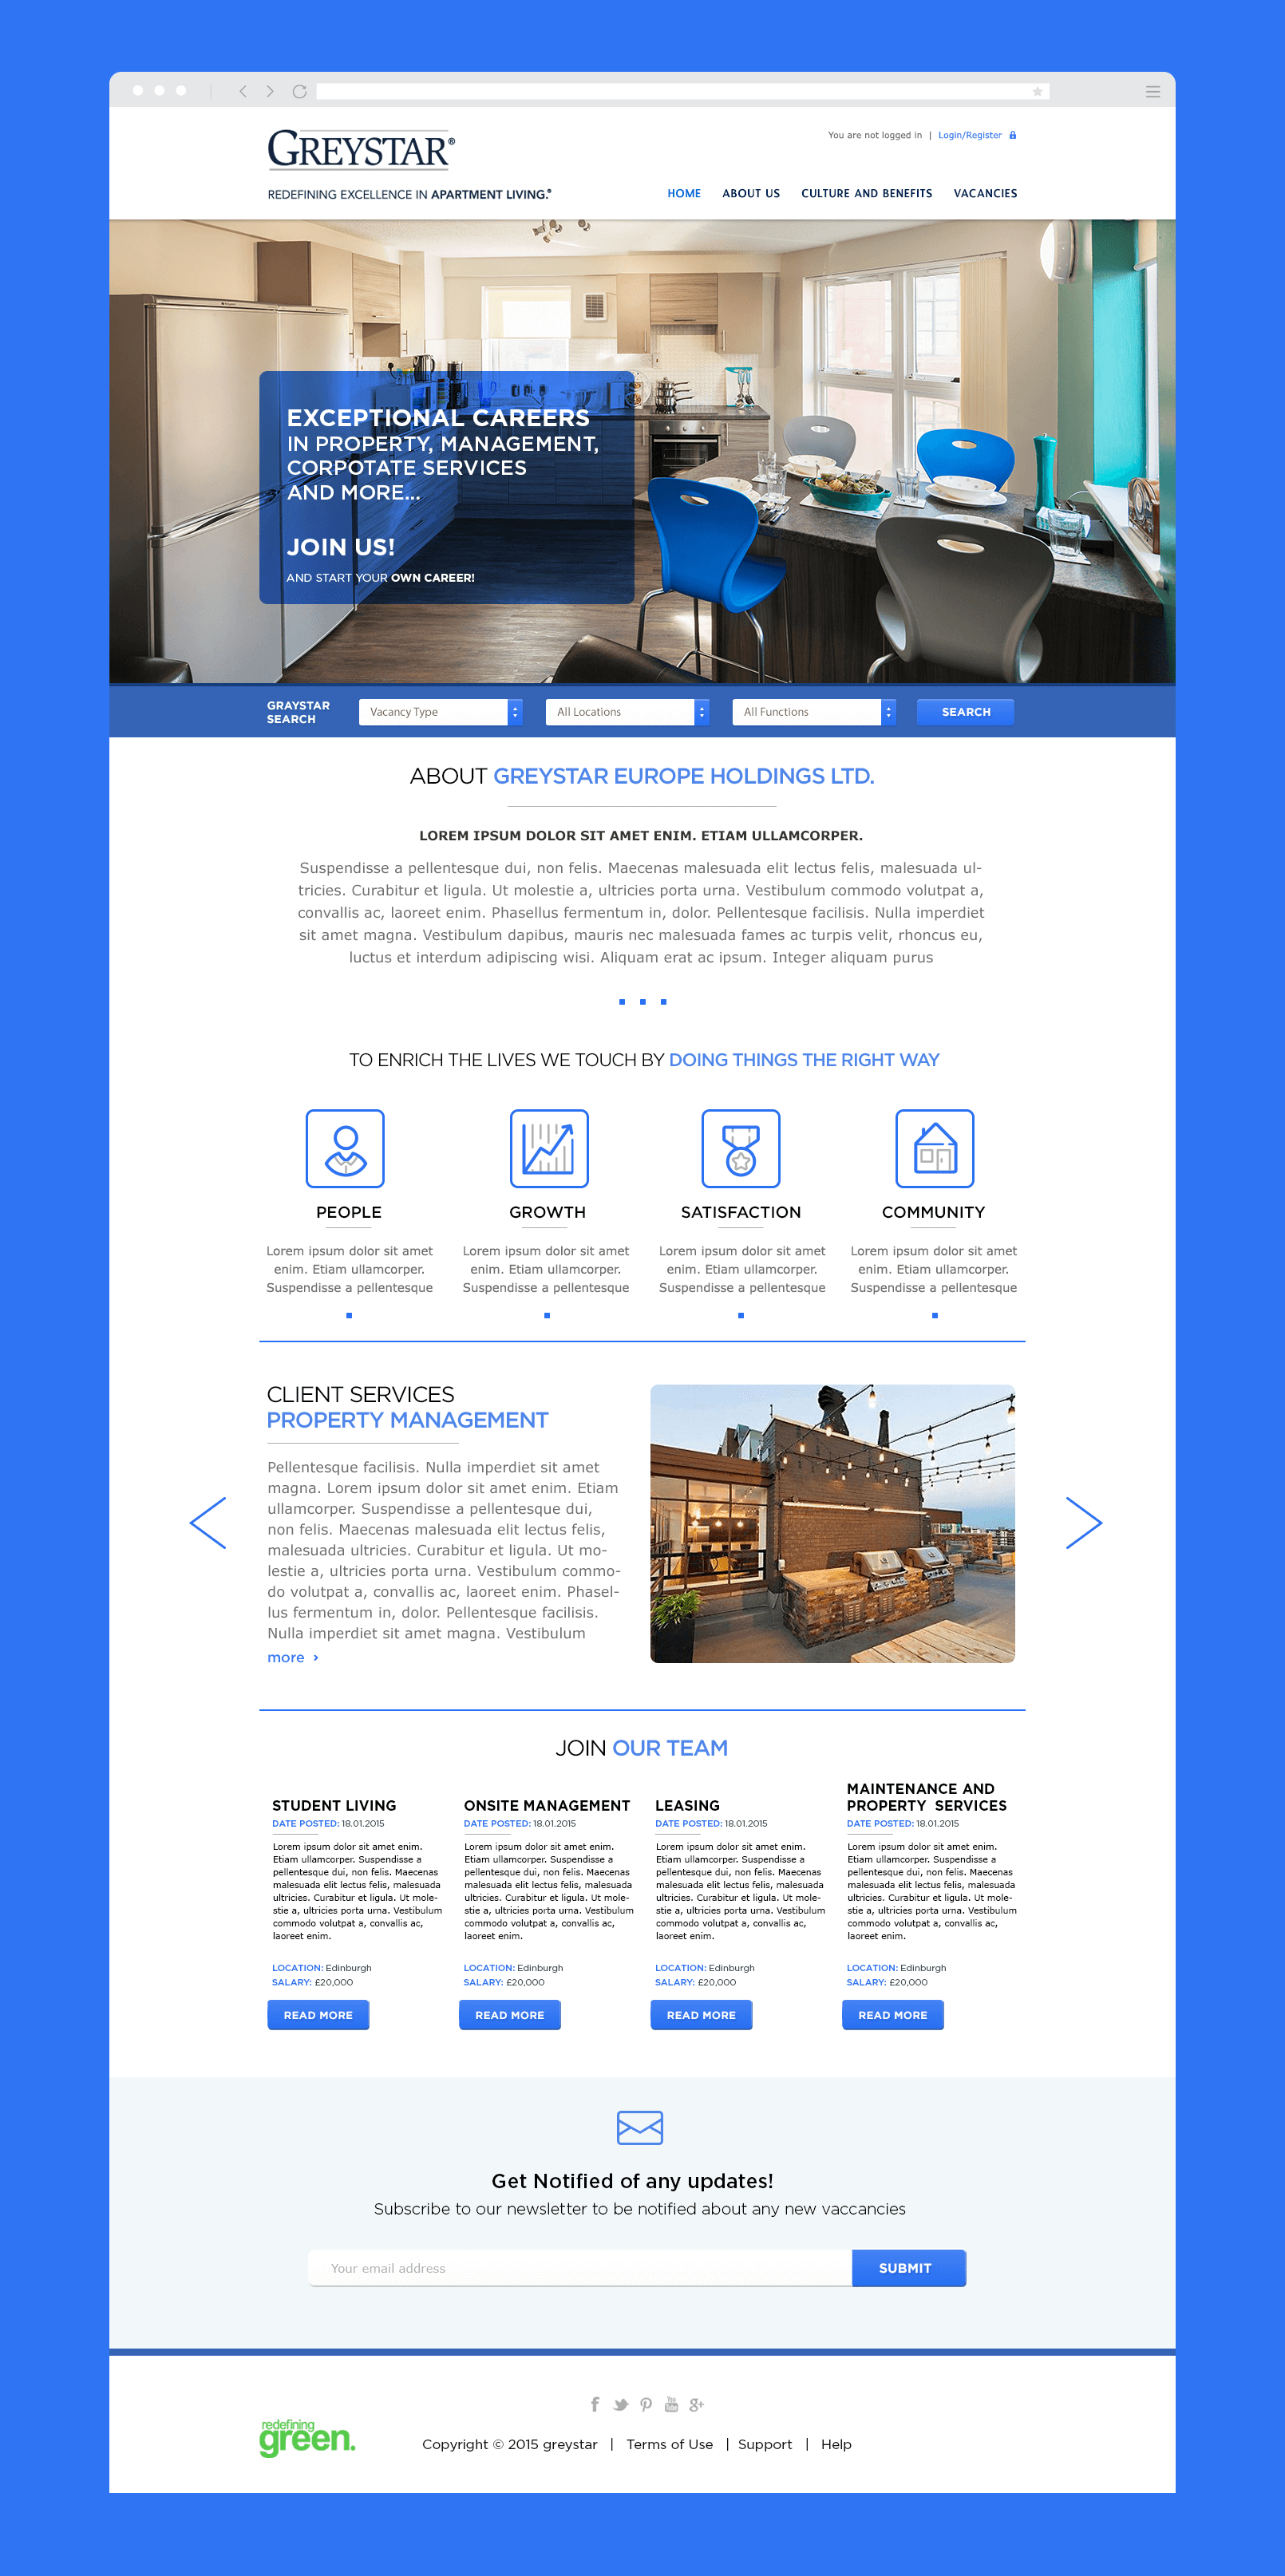 GREYSTAR®
You are not logged in | Login/Register
REDEFINING EXCELLENCE IN APARTMENT LIVING.®
HOME ABOUT US CULTURE AND BENEFITS VACANCIES
EXCEPTIONAL CAREERS
IN PROPERTY, MANAGEMENT,
CORPOTATE SERVICES
AND MORE...
JOIN US!
AND START YOUR OWN CAREER!
GRAYSTAR
SEARCH
Vacancy Type
All Locations
All Functions
SEARCH
ABOUT GREYSTAR EUROPE HOLDINGS LTD.
LOREM IPSUM DOLOR SIT AMET ENIM. ETIAM ULLAMCORPER.
Suspendisse a pellentesque dui, non felis. Maecenas malesuada elit lectus felis, malesuada ul-
tricies. Curabitur et ligula. Ut molestie a, ultricies porta urna. Vestibulum commodo volutpat a,
convallis ac, laoreet enim. Phasellus fermentum in, dolor. Pellentesque facilisis. Nulla imperdiet
sit amet magna. Vestibulum dapibus, mauris nec malesuada fames ac turpis velit, rhoncus eu,
luctus et interdum adipiscing wisi. Aliquam erat ac ipsum. Integer aliquam purus
TO ENRICH THE LIVES WE TOUCH BY DOING THINGS THE RIGHT WAY
PEOPLE
Lorem ipsum dolor sit amet
enim. Etiam ullamcorper.
Suspendisse a pellentesque
GROWTH
Lorem ipsum dolor sit amet
enim. Etiam ullamcorper.
Suspendisse a pellentesque
SATISFACTION
Lorem ipsum dolor sit amet
enim. Etiam ullamcorper.
Suspendisse a pellentesque
COMMUNITY
Lorem ipsum dolor sit amet
enim. Etiam ullamcorper.
Suspendisse a pellentesque
CLIENT SERVICES
PROPERTY MANAGEMENT
Pellentesque facilisis. Nulla imperdiet sit amet
magna. Lorem ipsum dolor sit amet enim. Etiam
ullamcorper. Suspendisse a pellentesque dui,
non felis. Maecenas malesuada elit lectus felis,
malesuada ultricies. Curabitur et ligula. Ut mo-
lestie a, ultricies porta urna. Vestibulum commo-
do volutpat a, convallis ac, laoreet enim. Phasel-
lus fermentum in, dolor. Pellentesque facilisis.
Nulla imperdiet sit amet magna. Vestibulum
more ›
JOIN OUR TEAM
STUDENT LIVING
DATE POSTED: 18.01.2015
Lorem ipsum dolor sit amet enim.
Etiam ullamcorper. Suspendisse a
pellentesque dui, non felis. Maecenas
malesuada elit lectus felis, malesuada
ultricies. Curabitur et ligula. Ut mole-
stie a, ultricies porta urna. Vestibulum
commodo volutpat a, convallis ac,
laoreet enim.
LOCATION: Edinburgh
SALARY: £20,000
READ MORE
ONSITE MANAGEMENT
DATE POSTED: 18.01.2015
Lorem ipsum dolor sit amet enim.
Etiam ullamcorper. Suspendisse a
pellentesque dui, non felis. Maecenas
malesuada elit lectus felis, malesuada
ultricies. Curabitur et ligula. Ut mole-
stie a, ultricies porta urna. Vestibulum
commodo volutpat a, convallis ac,
laoreet enim.
LOCATION: Edinburgh
SALARY: £20,000
READ MORE
LEASING
DATE POSTED: 18.01.2015
Lorem ipsum dolor sit amet enim.
Etiam ullamcorper. Suspendisse a
pellentesque dui, non felis. Maecenas
malesuada elit lectus felis, malesuada
ultricies. Curabitur et ligula. Ut mole-
stie a, ultricies porta urna. Vestibulum
commodo volutpat a, convallis ac,
laoreet enim.
LOCATION: Edinburgh
SALARY: £20,000
READ MORE
MAINTENANCE AND
PROPERTY SERVICES
DATE POSTED: 18.01.2015
Lorem ipsum dolor sit amet enim.
Etiam ullamcorper. Suspendisse a
pellentesque dui, non felis. Maecenas
malesuada elit lectus felis, malesuada
ultricies. Curabitur et ligula. Ut mole-
stie a, ultricies porta urna. Vestibulum
commodo volutpat a, convallis ac,
laoreet enim.
LOCATION: Edinburgh
SALARY: £20,000
READ MORE
Get Notified of any updates!
Subscribe to our newsletter to be notified about any new vaccancies
Your email address
SUBMIT
redefining
green.
Copyright © 2015 greystar | Terms of Use | Support | Help